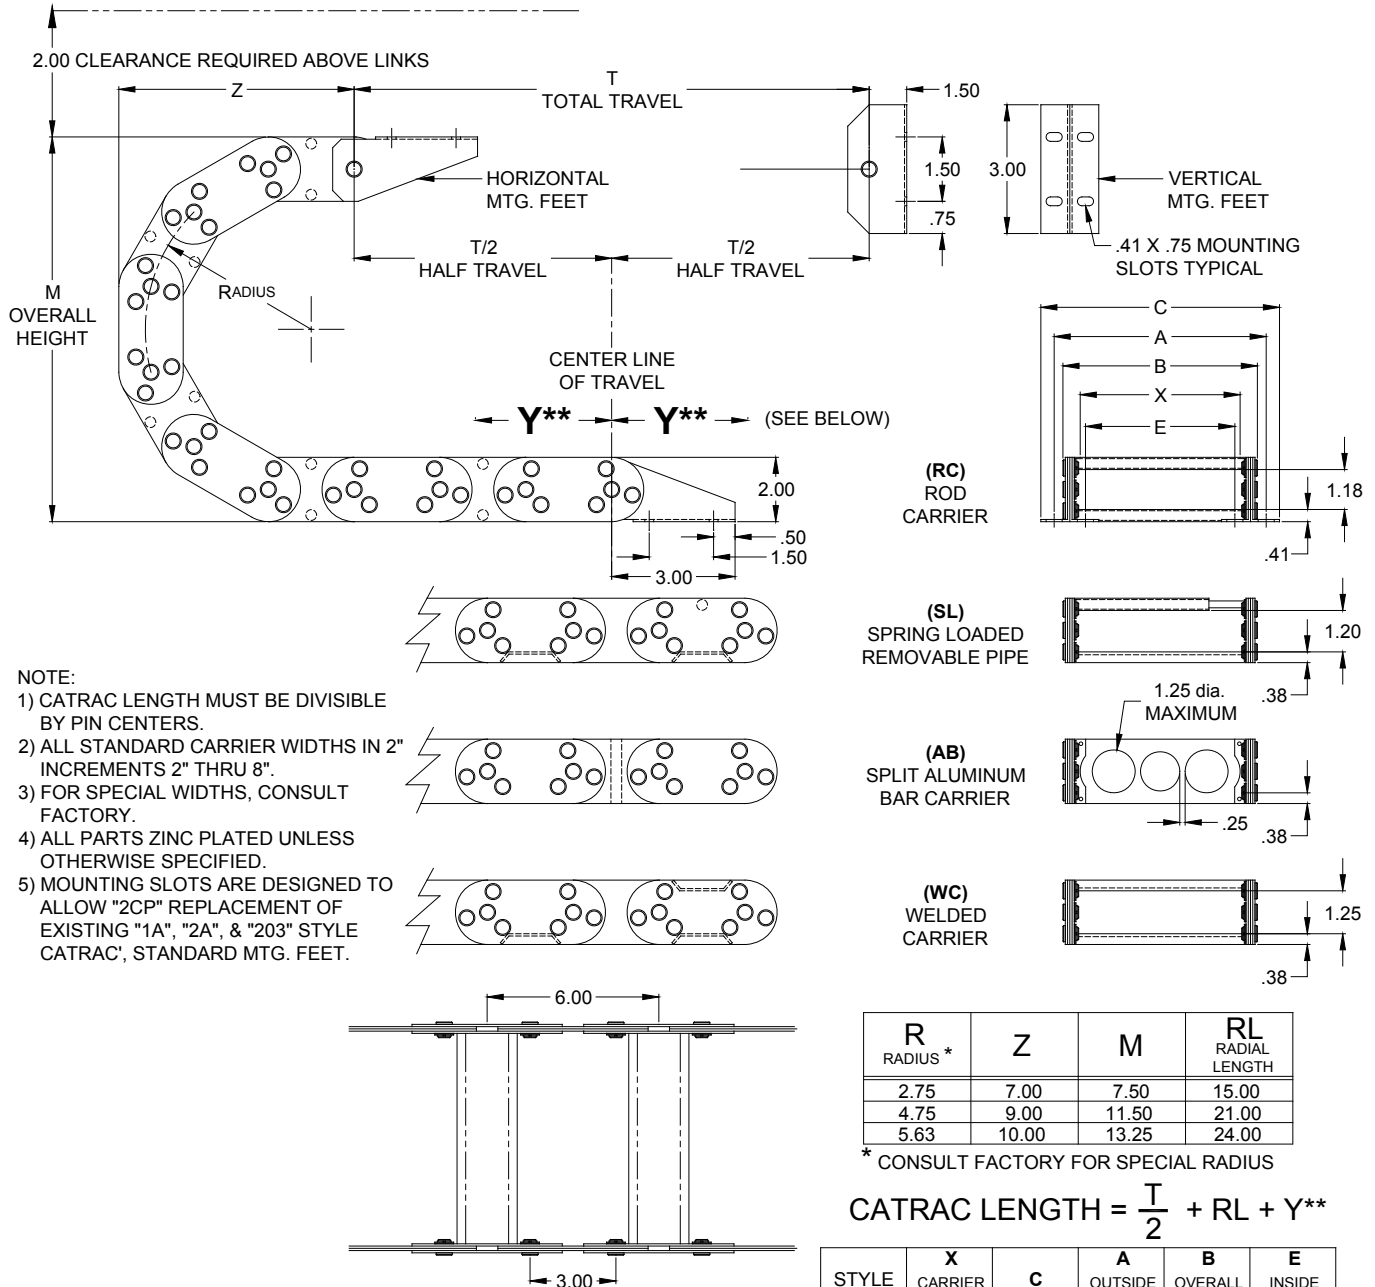 2.00 CLEARANCE REQUIRED ABOVE LINKS
Z
T
TOTAL TRAVEL
1.50
HORIZONTAL
MTG. FEET
1.50
.75
3.00
VERTICAL
MTG. FEET
.41 X .75 MOUNTING
SLOTS TYPICAL
T/2
HALF TRAVEL
T/2
HALF TRAVEL
M
OVERALL
HEIGHT
RADIUS
C
A
B
X
E
CENTER LINE
OF TRAVEL
Y** Y** (SEE BELOW)
2.00
.50
1.50
3.00
(RC)
ROD
CARRIER
1.18
.41
(SL)
SPRING LOADED
REMOVABLE PIPE
1.20
.38
NOTE:
1) CATRAC LENGTH MUST BE DIVISIBLE
BY PIN CENTERS.
2) ALL STANDARD CARRIER WIDTHS IN 2"
INCREMENTS 2" THRU 8".
3) FOR SPECIAL WIDTHS, CONSULT
FACTORY.
4) ALL PARTS ZINC PLATED UNLESS
OTHERWISE SPECIFIED.
5) MOUNTING SLOTS ARE DESIGNED TO
ALLOW "2CP" REPLACEMENT OF
EXISTING "1A", "2A", & "203" STYLE
CATRAC', STANDARD MTG. FEET.
1.25 dia.
MAXIMUM
(AB)
SPLIT ALUMINUM
BAR CARRIER
.25
.38
(WC)
WELDED
CARRIER
1.25
.38
6.00
3.00
R RADIUS * Z M RL RADIAL LENGTH
2.75 7.00 7.50 15.00
4.75 9.00 11.50 21.00
5.63 10.00 13.25 24.00
* CONSULT FACTORY FOR SPECIAL RADIUS
CATRAC LENGTH = T/2 + RL + Y**
X A B E
STYLE CARRIER C OUTSIDE OVERALL INSIDE